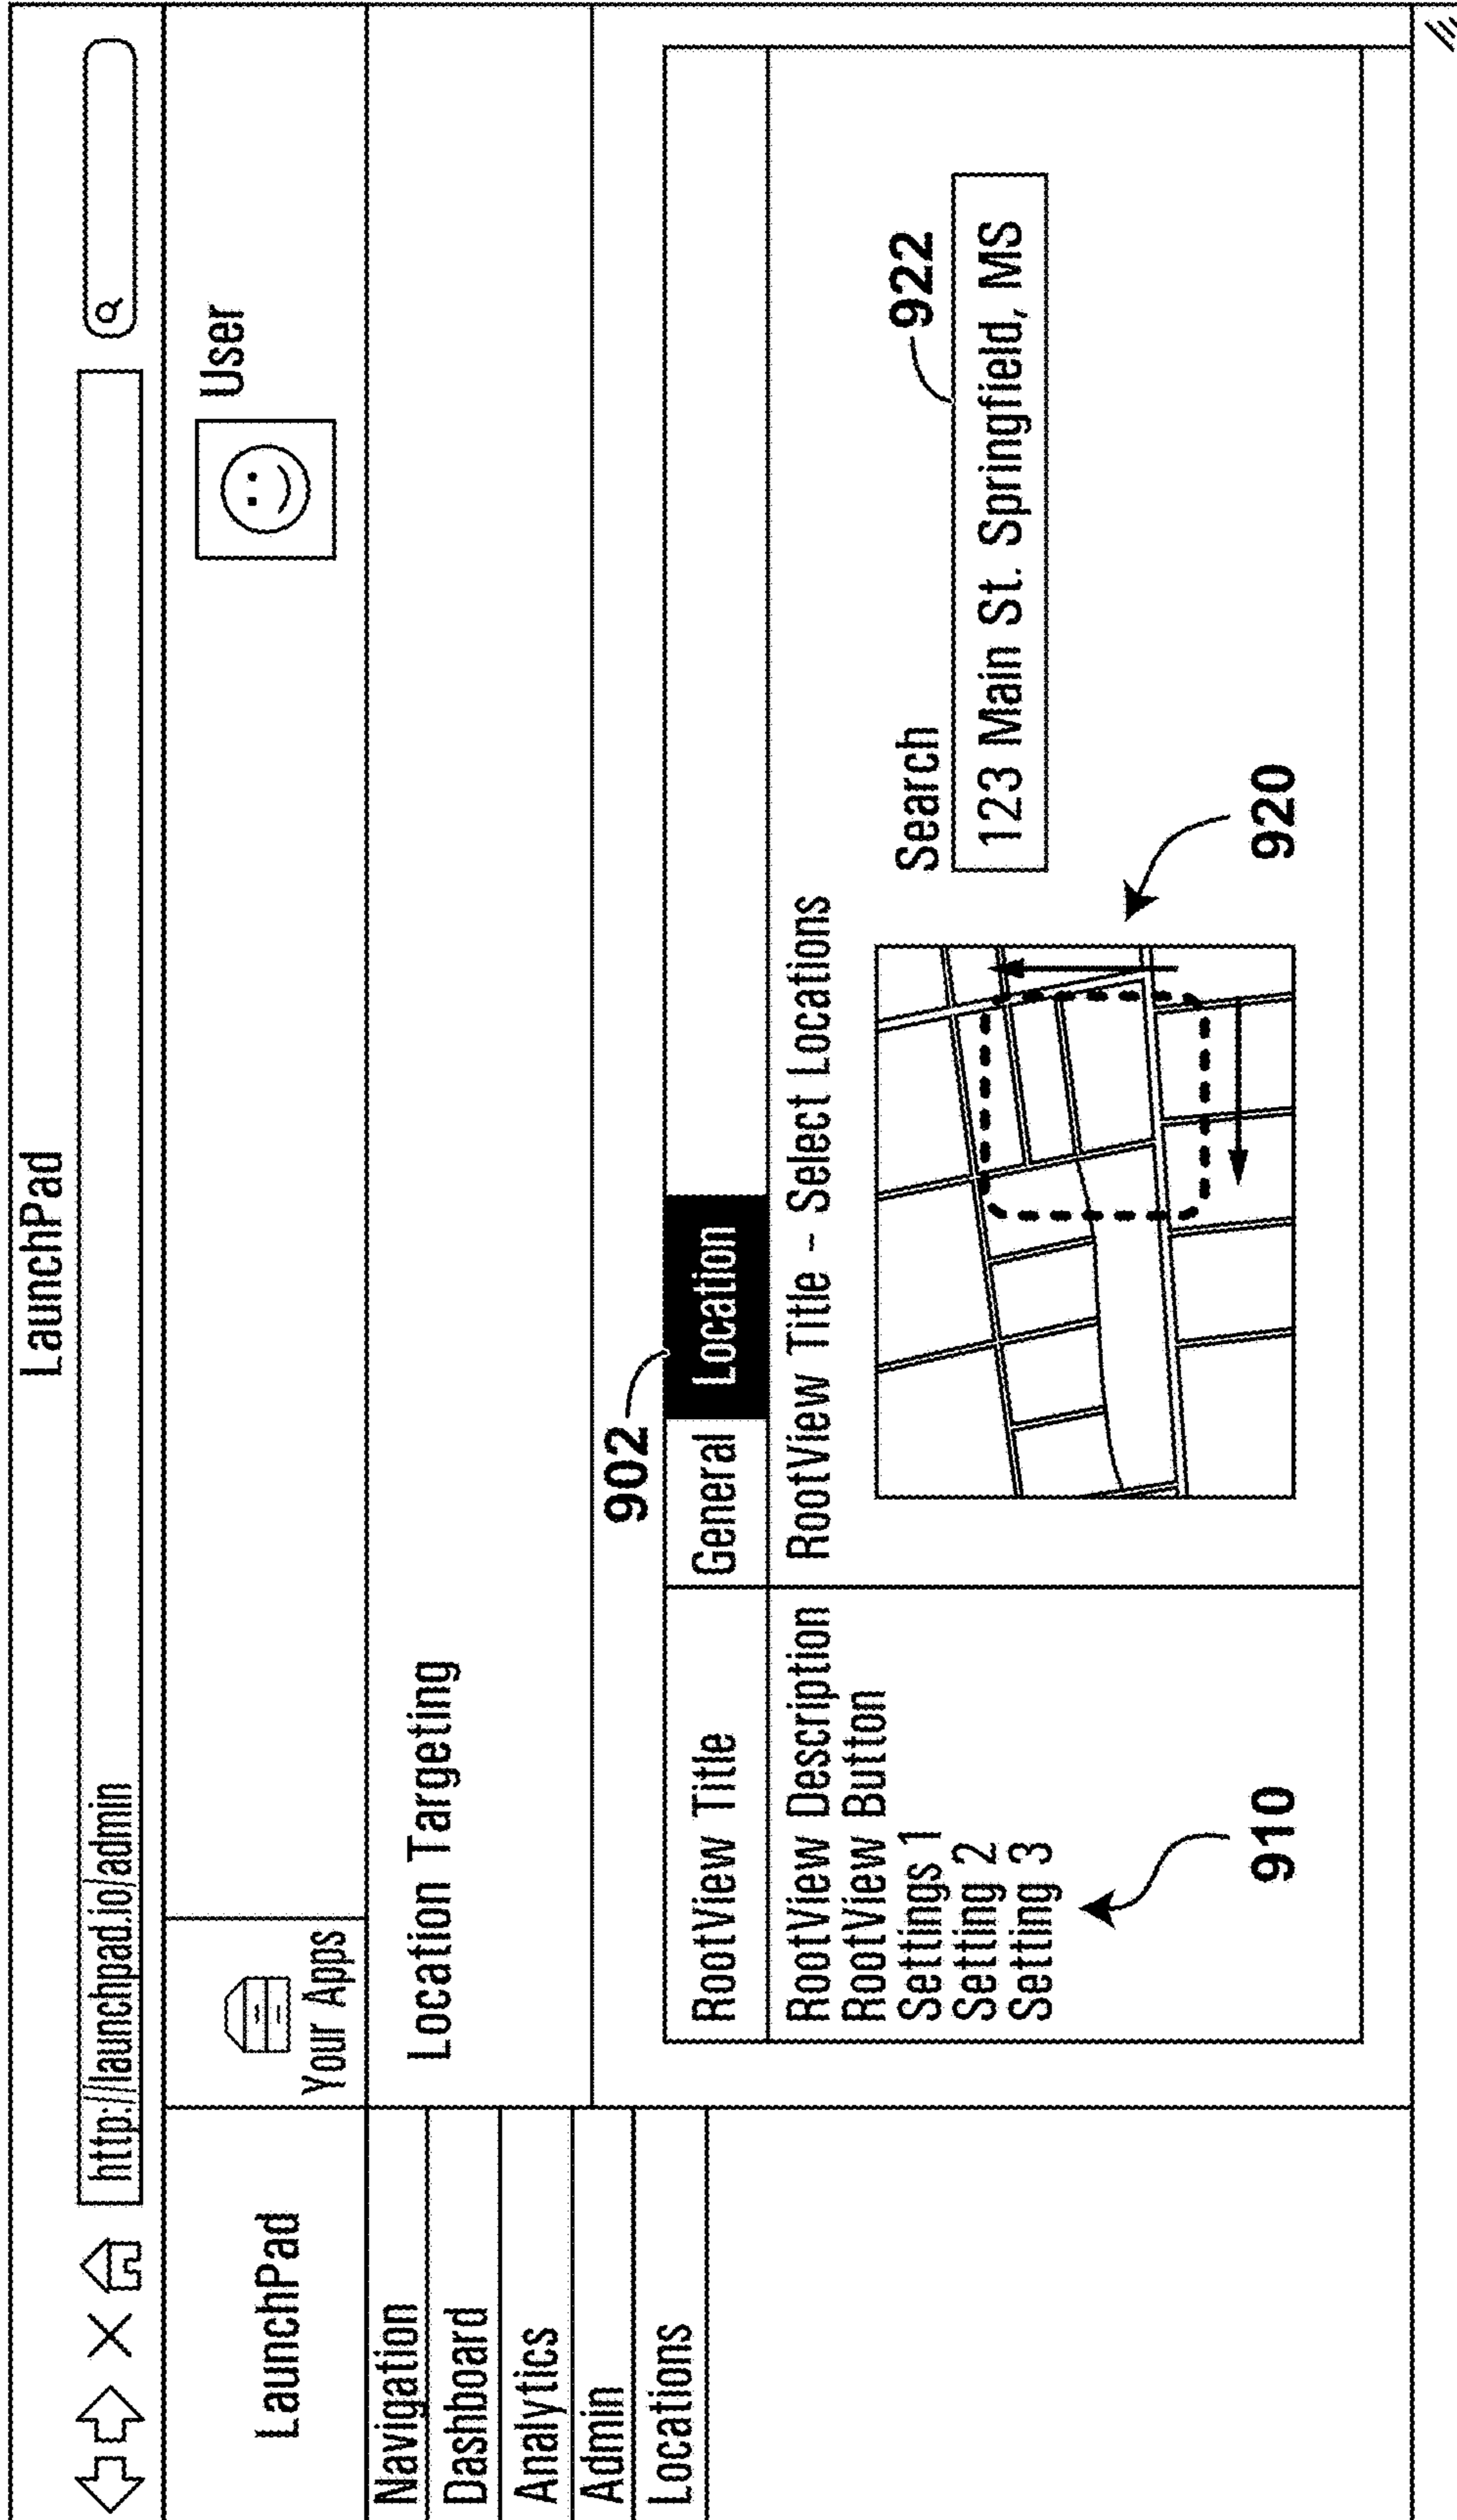 LaunchPad
http://launchpad.io/admin
LaunchPad
Your Apps
User
Navigation
Dashboard
Analytics
Admin
Locations
Location Targeting
902
RootView Title
General
Location
RootView Description
RootView Button
Settings 1
Setting 2
Setting 3
910
RootView Title - Select Locations
Search
922
123 Main St. Springfield, MS
920